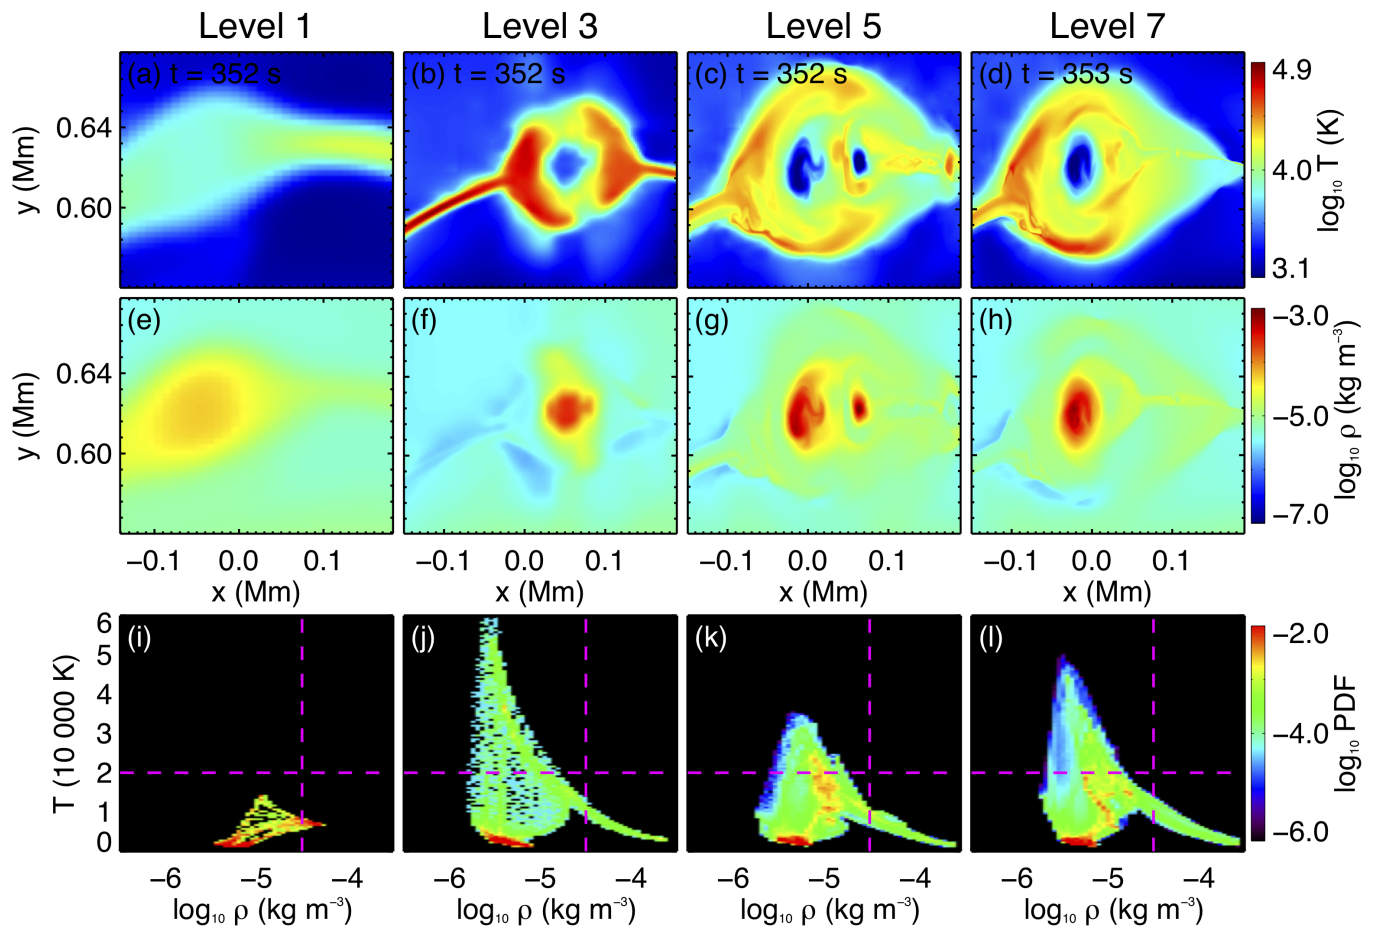 Level 1 Level 3 Level 5 Level 7
(a) t = 352 s (b) t = 352 s (c) t = 352 s (d) t = 353 s
y (Mm)
0.64
0.60
4.9
4.0
3.1
log₁₀ T (K)
(e) (f) (g) (h)
y (Mm)
0.64
0.60
−3.0
−5.0
−7.0
log₁₀ ρ (kg m⁻³)
−0.1 0.0 0.1 −0.1 0.0 0.1 −0.1 0.0 0.1 −0.1 0.0 0.1
x (Mm) x (Mm) x (Mm) x (Mm)
(i) (j) (k) (l)
T (10 000 K)
6
5
4
3
2
1
0
−2.0
−4.0
−6.0
log₁₀ PDF
−6 −5 −4 −6 −5 −4 −6 −5 −4 −6 −5 −4
log₁₀ ρ (kg m⁻³) log₁₀ ρ (kg m⁻³) log₁₀ ρ (kg m⁻³) log₁₀ ρ (kg m⁻³)